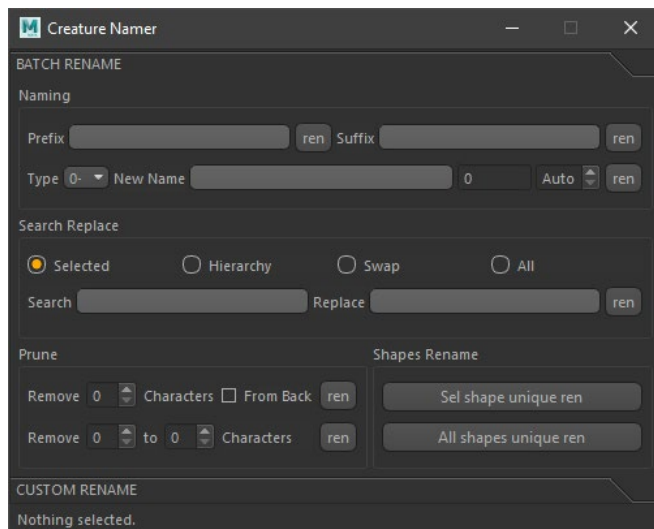 Creature Namer
BATCH RENAME
Naming
Prefix ren Suffix ren
Type 0- New Name 0 Auto ren
Search Replace
Selected Hierarchy Swap All
Search Replace ren
Prune Shapes Rename
Remove 0 Characters From Back ren Sel shape unique ren
Remove 0 to 0 Characters ren All shapes unique ren
CUSTOM RENAME
Nothing selected.